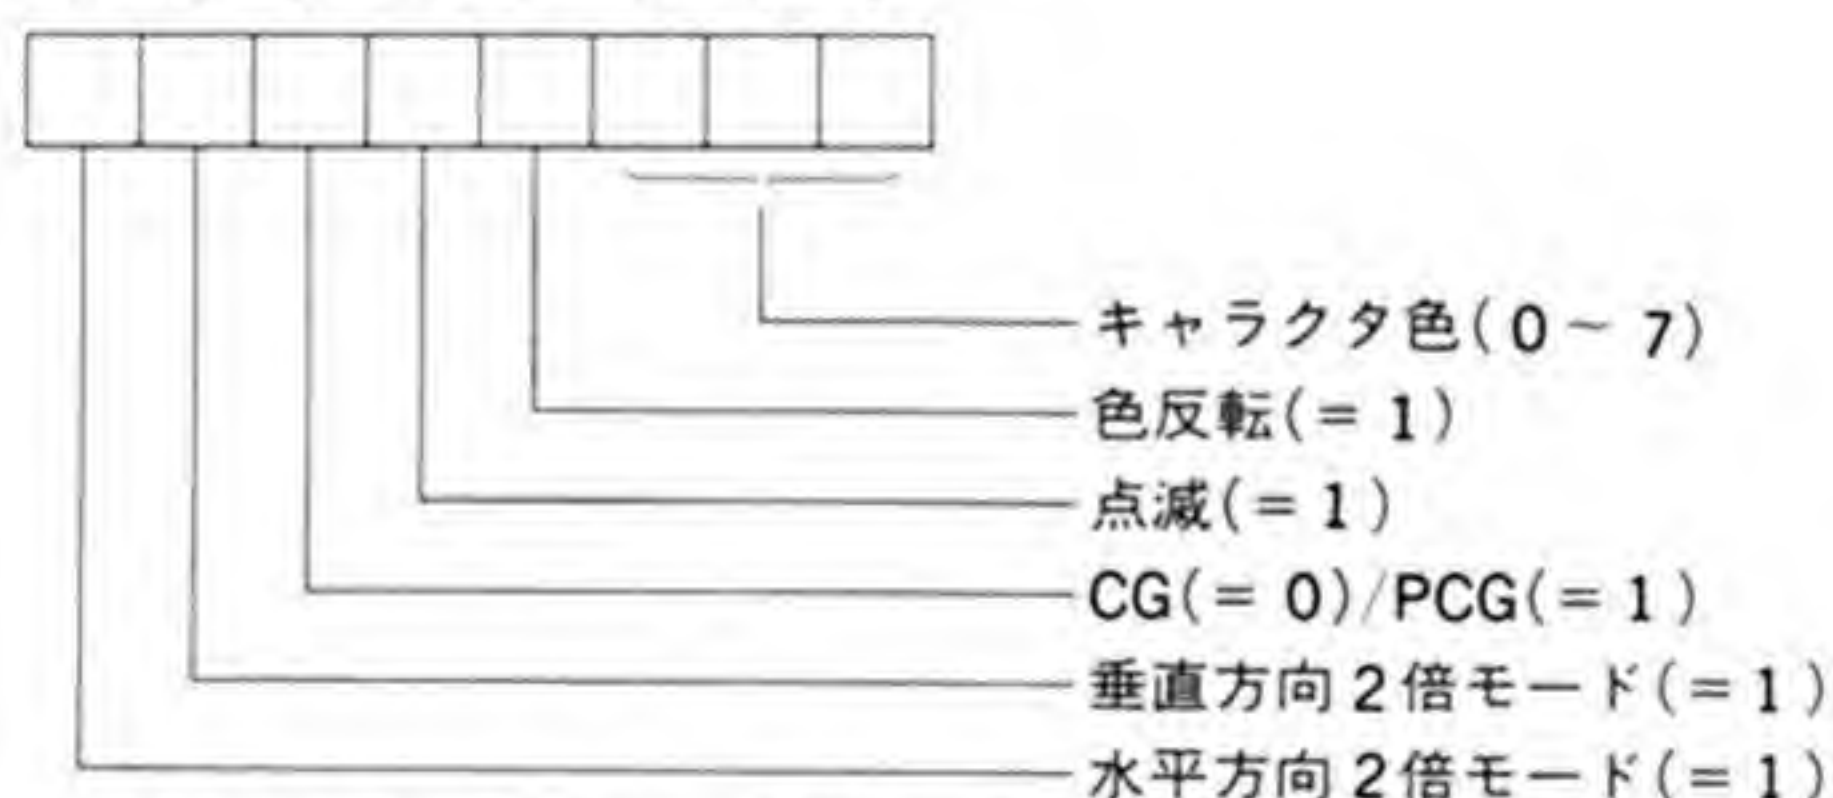 キャラクタ色(0～7)
色反転(=1)
点滅(=1)
CG(=0)/PCG(=1)
垂直方向2倍モード(=1)
水平方向2倍モード(=1)